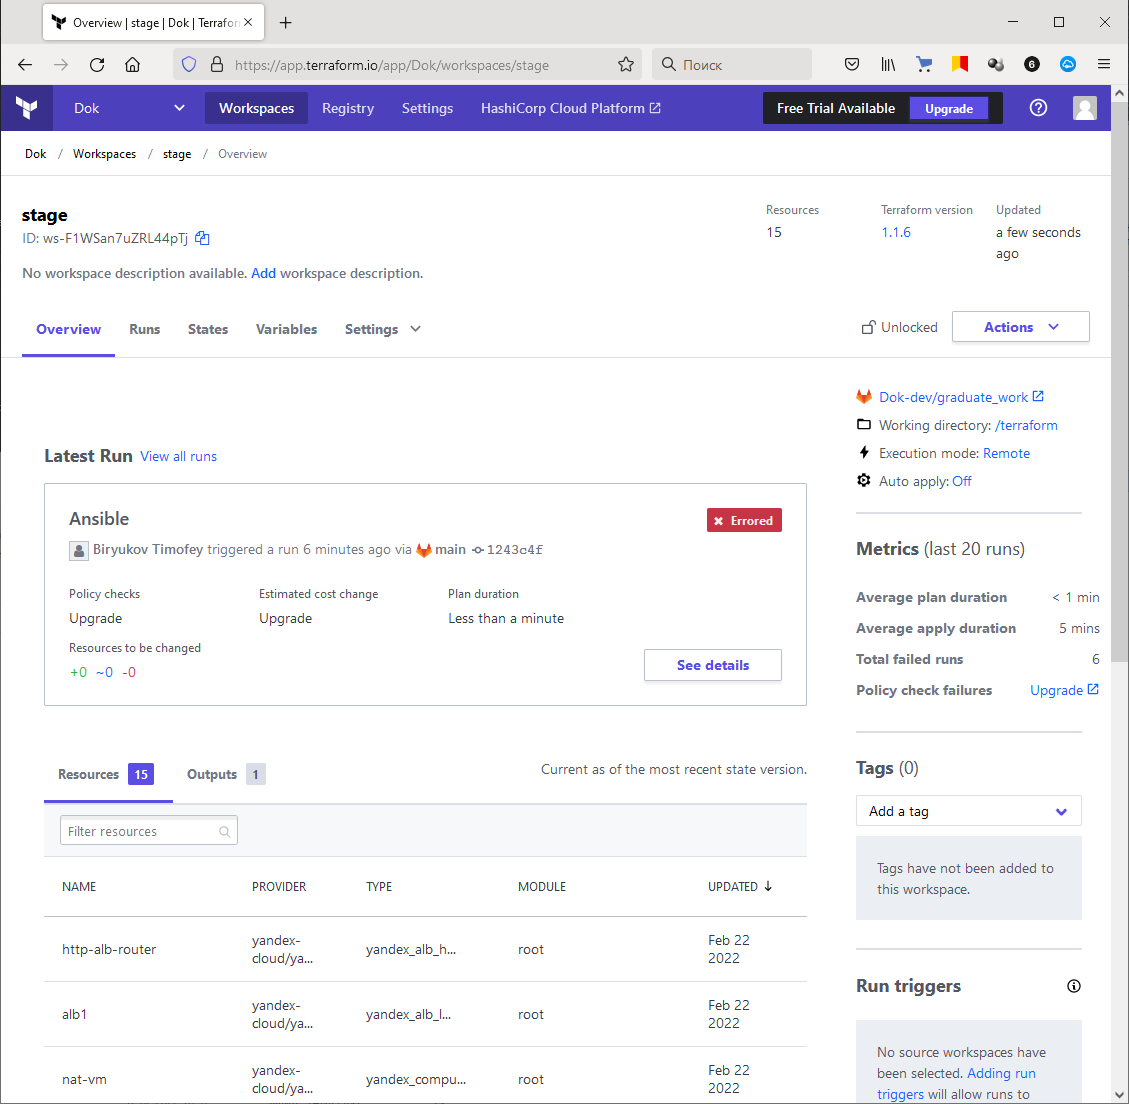 Overview | stage | Dok | Terrafor
https://app.terraform.io/app/Dok/workspaces/stage
Поиск
6
Dok
Workspaces
Registry
Settings
HashiCorp Cloud Platform
Free Trial Available
Upgrade
Dok / Workspaces / stage / Overview
stage
ID: ws-F1WSan7uZRL44pTj
No workspace description available. Add workspace description.
Resources
15
Terraform version
1.1.6
Updated
a few seconds
ago
Overview
Runs
States
Variables
Settings
Unlocked
Actions
Latest Run View all runs
Ansible
Errored
Biryukov Timofey triggered a run 6 minutes ago via main 1243c4f
Policy checks
Upgrade
Estimated cost change
Upgrade
Plan duration
Less than a minute
Resources to be changed
+0 ~0 -0
See details
Resources 15
Outputs 1
Current as of the most recent state version.
Filter resources
NAME PROVIDER TYPE MODULE UPDATED
http-alb-router yandex-cloud/ya... yandex_alb_h... root Feb 22 2022
alb1 yandex-cloud/ya... yandex_alb_l... root Feb 22 2022
nat-vm yandex-cloud/ya... yandex_compu... root Feb 22 2022
Dok-dev/graduate_work
Working directory: /terraform
Execution mode: Remote
Auto apply: Off
Metrics (last 20 runs)
Average plan duration < 1 min
Average apply duration 5 mins
Total failed runs 6
Policy check failures Upgrade
Tags (0)
Add a tag
Tags have not been added to
this workspace.
Run triggers
No source workspaces have
been selected. Adding run
triggers will allow runs to